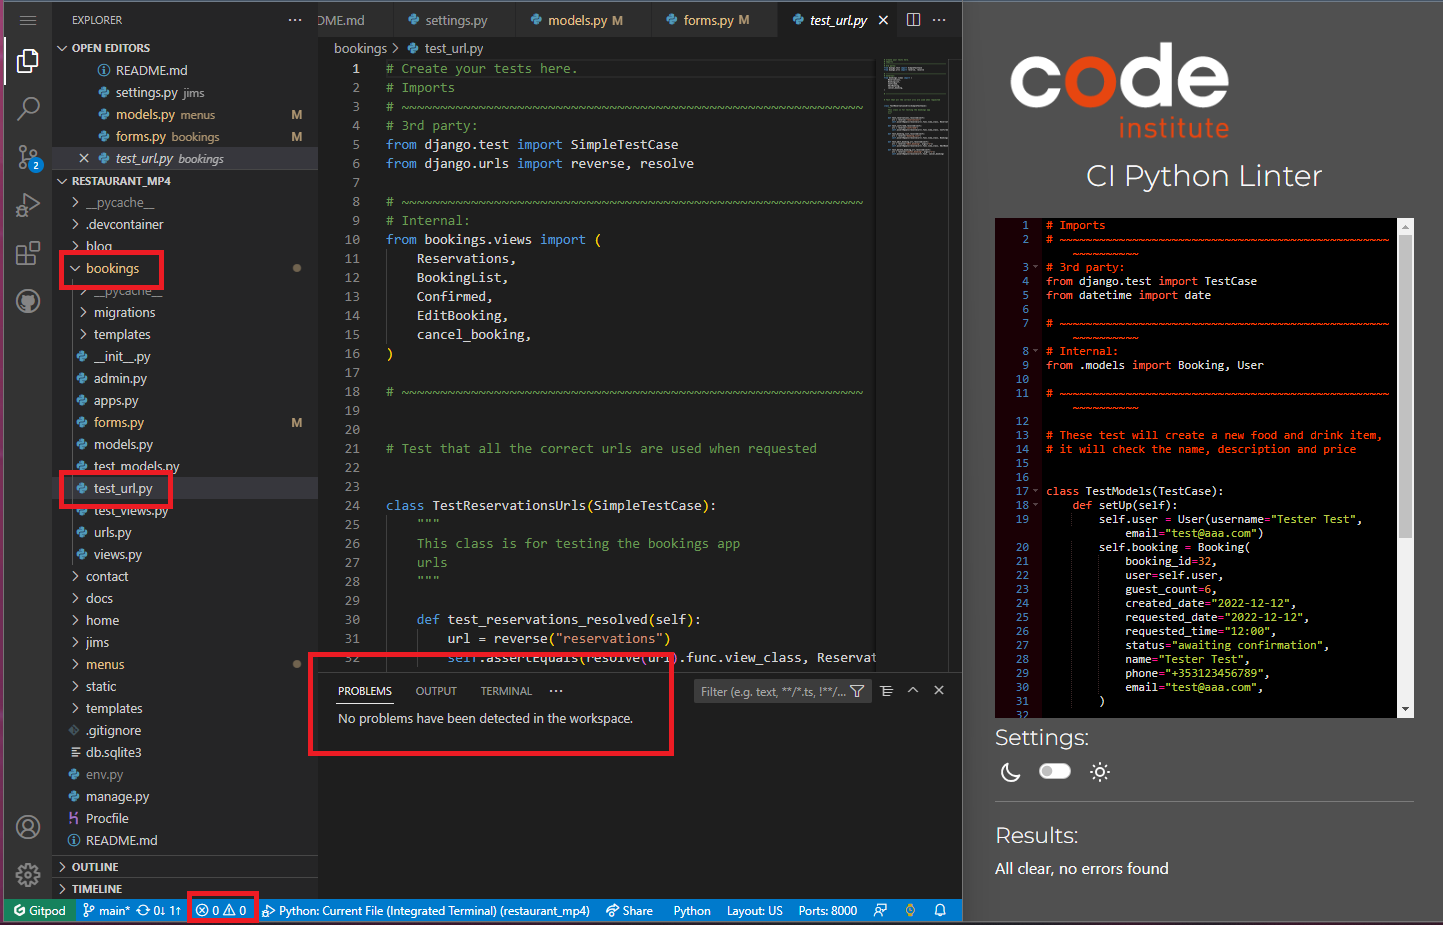 EXPLORER
OPEN EDITORS
README.md
settings.py jims
models.py menus M
forms.py bookings M
test_url.py bookings
RESTAURANT_MP4
__pycache__
.devcontainer
blog
bookings
__pycache__
migrations
templates
__init__.py
admin.py
apps.py
forms.py M
models.py
test_models.py
test_url.py
test_views.py
urls.py
views.py
contact
docs
home
jims
menus
static
templates
.gitignore
db.sqlite3
env.py
manage.py
Procfile
README.md
OUTLINE
TIMELINE
2
DME.md settings.py models.py M forms.py M test_url.py
bookings > test_url.py
1 # Create your tests here.
2 # Imports
3 # ~~~~~~~~~~~~~~~~~~~~~~~~~~~~~~~~~~~~~~~~~~~~~~~~~~~~~~~~~~~~
4 # 3rd party:
5 from django.test import SimpleTestCase
6 from django.urls import reverse, resolve
7
8 # ~~~~~~~~~~~~~~~~~~~~~~~~~~~~~~~~~~~~~~~~~~~~~~~~~~~~~~~~~~~~
9 # Internal:
10 from bookings.views import (
11 Reservations,
12 BookingList,
13 Confirmed,
14 EditBooking,
15 cancel_booking,
16 )
17
18 # ~~~~~~~~~~~~~~~~~~~~~~~~~~~~~~~~~~~~~~~~~~~~~~~~~~~~~~~~~~~~
19
20
21 # Test that all the correct urls are used when requested
22
23
24 class TestReservationsUrls(SimpleTestCase):
25 """
26 This class is for testing the bookings app
27 urls
28 """
29
30 def test_reservations_resolved(self):
31 url = reverse("reservations")
32 self.assertEquals(resolve(url).func.view_class, Reservat
PROBLEMS OUTPUT TERMINAL ···
Filter (e.g. text, **/*.ts, !**/...
No problems have been detected in the workspace.
Gitpod main* 0↓ 1↑ 0 0 Python: Current File (Integrated Terminal) (restaurant_mp4) Share Python Layout: US Ports: 8000
code
institute
CI Python Linter
1 # Imports
2 # ~~~~~~~~~~~~~~~~~~~~~~~~~~~~~~~~~~~~~~~~~~~~~~~~~~
~~~~~~~~~~
3 # 3rd party:
4 from django.test import TestCase
5 from datetime import date
6
7 # ~~~~~~~~~~~~~~~~~~~~~~~~~~~~~~~~~~~~~~~~~~~~~~~~~~
~~~~~~~~~~
8 # Internal:
9 from .models import Booking, User
10
11 # ~~~~~~~~~~~~~~~~~~~~~~~~~~~~~~~~~~~~~~~~~~~~~~~~~~
~~~~~~~~~~
12
13 # These test will create a new food and drink item,
14 # it will check the name, description and price
15
16
17 class TestModels(TestCase):
18 def setUp(self):
19 self.user = User(username="Tester Test",
email="test@aaa.com")
20 self.booking = Booking(
21 booking_id=32,
22 user=self.user,
23 guest_count=6,
24 created_date="2022-12-12",
25 requested_date="2022-12-12",
26 requested_time="12:00",
27 status="awaiting confirmation",
28 name="Tester Test",
29 phone="+353123456789",
30 email="test@aaa.com",
31 )
32
Settings:
Results:
All clear, no errors found